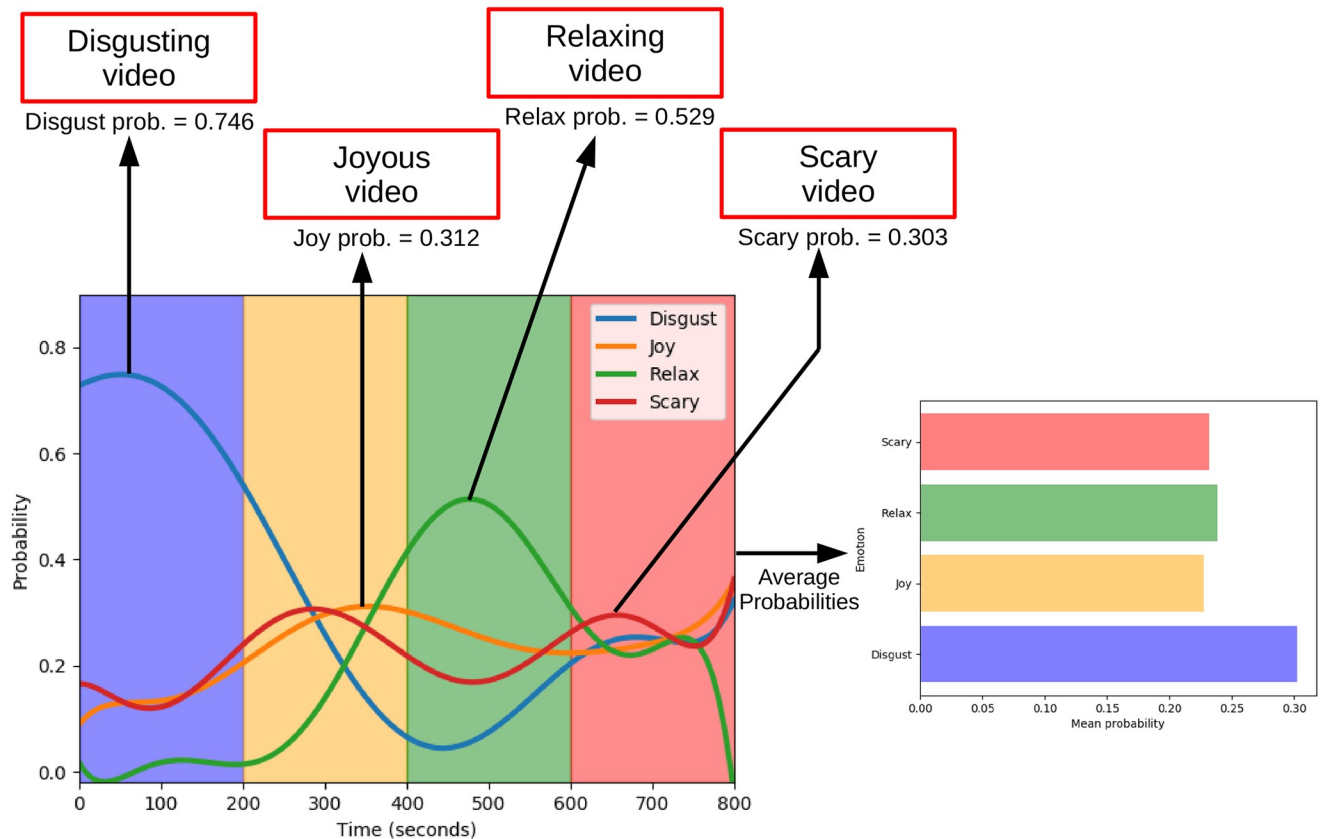 Disgusting
video
Disgust prob. = 0.746
Joyous
video
Joy prob. = 0.312
Relaxing
video
Relax prob. = 0.529
Scary
video
Scary prob. = 0.303
Disgust
Joy
Relax
Scary
Probability
0.8
0.6
0.4
0.2
0.0
0 100 200 300 400 500 600 700 800
Time (seconds)
Average
Probabilities
Emotion
Scary
Relax
Joy
Disgust
0.00 0.05 0.10 0.15 0.20 0.25 0.30
Mean probability